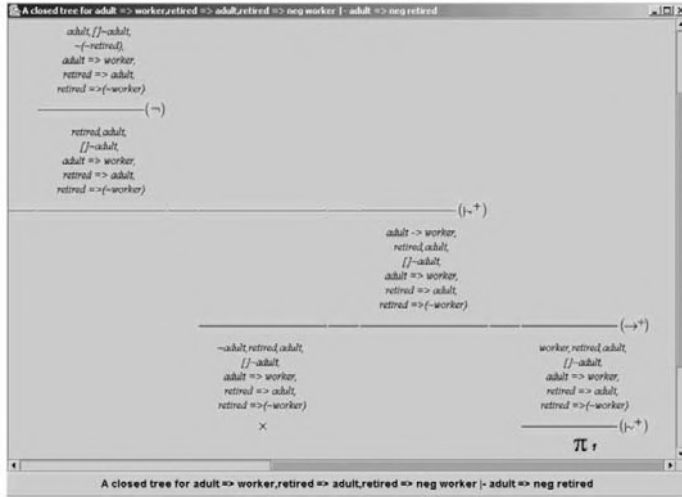 A closed tree for adult => worker,retired => adult,retired => neg worker |- adult => neg retired
adult,[]~adult,
~(~retired),
adult => worker,
retired => adult,
retired =>(~worker)
(¬)
retired,adult,
[]~adult,
adult => worker,
retired => adult,
retired =>(~worker)
(|~⁺)
adult -> worker,
retired,adult,
[]~adult,
adult => worker,
retired => adult,
retired =>(~worker)
(→⁺)
~adult,retired,adult,
[]~adult,
adult => worker,
retired => adult,
retired =>(~worker)
×
worker,retired,adult,
[]~adult,
adult => worker,
retired => adult,
retired =>(~worker)
(|~⁺)
π 1
A closed tree for adult => worker,retired => adult,retired => neg worker |- adult => neg retired